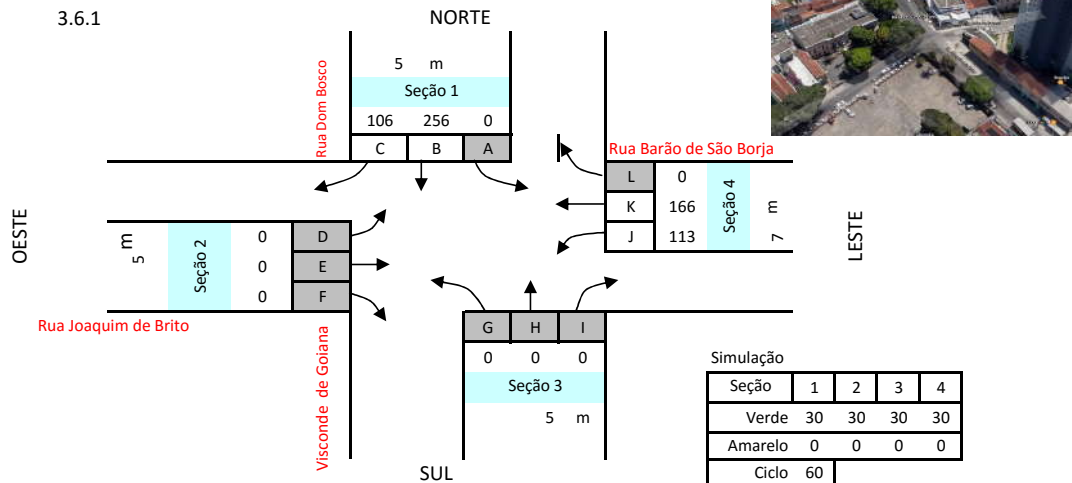 3.6.1
NORTE
5 m
Seção 1
106 256 0
C B A
Rua Dom Bosco
Rua Barão de São Borja
L 0
K 166
J 113
Seção 4
7 m
OESTE
LESTE
5 m
Seção 2
0 D
0 E
0 F
Rua Joaquim de Brito
Visconde de Goiana
G H I
0 0 0
Seção 3
5 m
SUL
Simulação
Seção 1 2 3 4
Verde 30 30 30 30
Amarelo 0 0 0 0
Ciclo 60